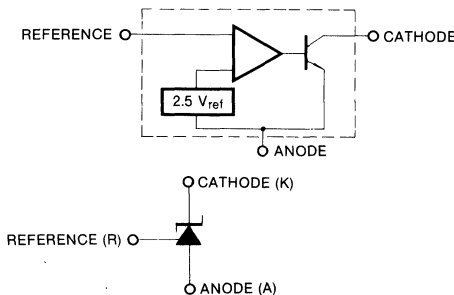 REFERENCE
CATHODE
2.5 Vref
ANODE
CATHODE (K)
REFERENCE (R)
ANODE (A)